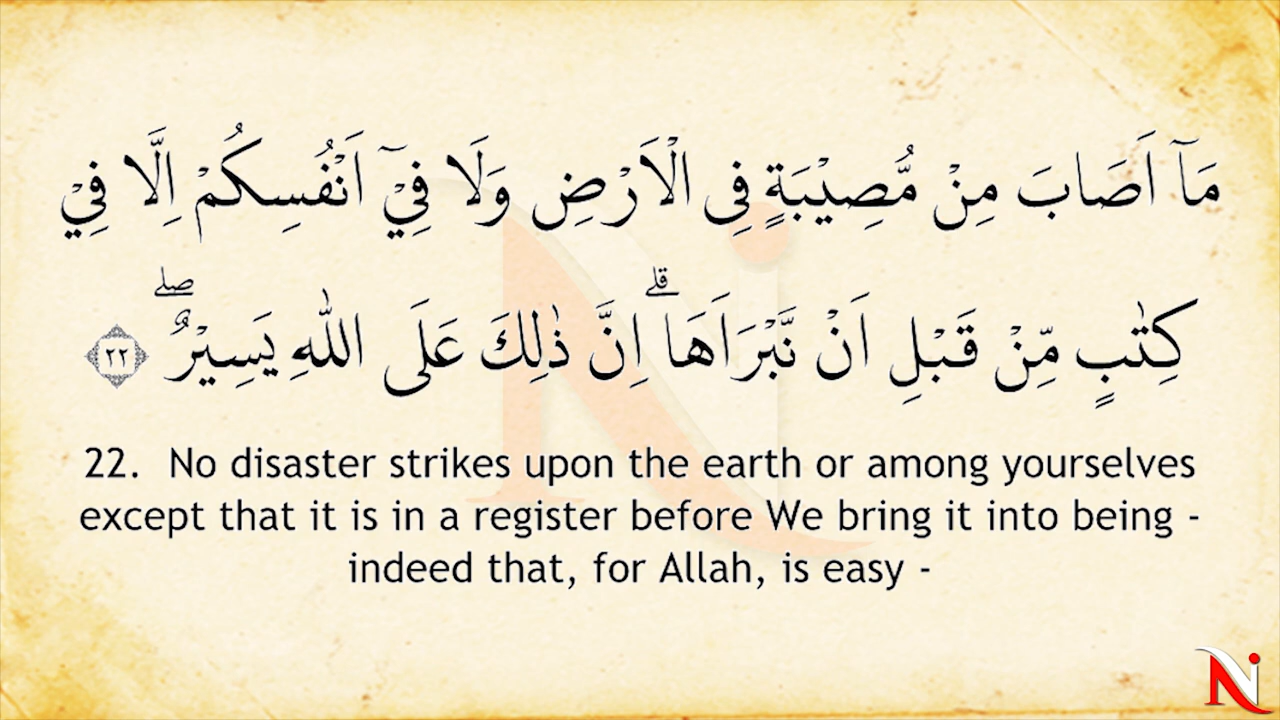 مَآ اَصَابَ مِنْ مُّصِيْبَةٍ فِى الْاَرْضِ وَلَا فِيْٓ اَنْفُسِكُمْ اِلَّا فِيْ
كِتٰبٍ مِّنْ قَبْلِ اَنْ نَّبْرَاَهَا ۗ اِنَّ ذٰلِكَ عَلَى اللّٰهِ يَسِيْرٌ ۖ ٢٢
22. No disaster strikes upon the earth or among yourselves
except that it is in a register before We bring it into being -
indeed that, for Allah, is easy -